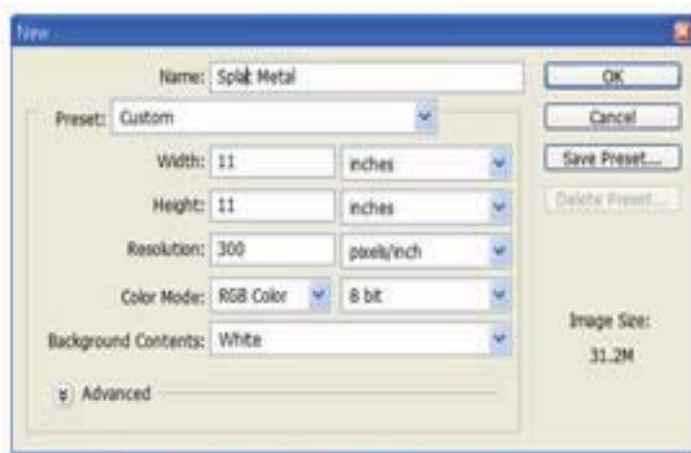 New
Name: Splat Metal
OK
Preset: Custom
Cancel
Width: 11 inches
Save Preset...
Height: 11 inches
Delete Preset...
Resolution: 300 pixels/inch
Color Mode: RGB Color 8 bit
Image Size:
Background Contents: White
31.2M
Advanced